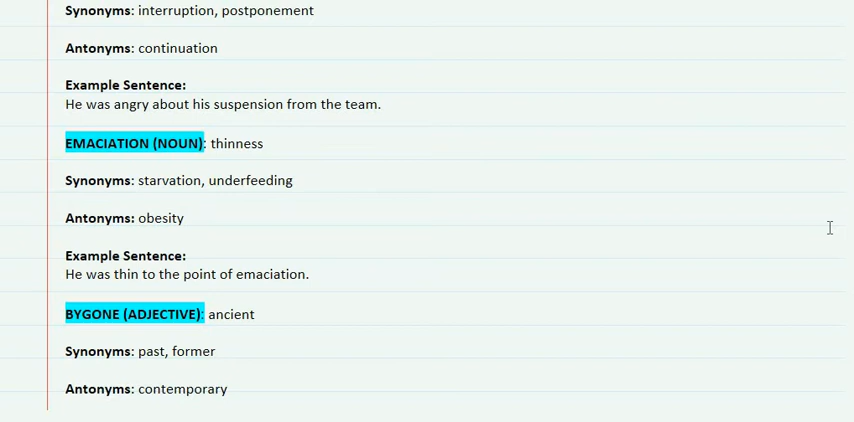 Synonyms: interruption, postponement
Antonyms: continuation
Example Sentence:
He was angry about his suspension from the team.
EMACIATION (NOUN): thinness
Synonyms: starvation, underfeeding
Antonyms: obesity
Example Sentence:
He was thin to the point of emaciation.
BYGONE (ADJECTIVE): ancient
Synonyms: past, former
Antonyms: contemporary